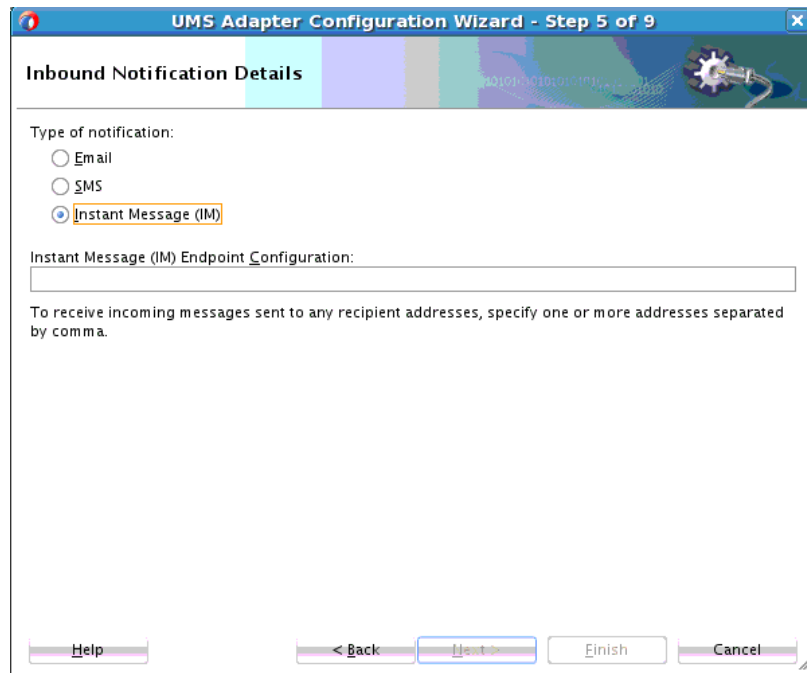 UMS Adapter Configuration Wizard - Step 5 of 9
Inbound Notification Details
Type of notification:
Email
SMS
Instant Message (IM)
Instant Message (IM) Endpoint Configuration:
To receive incoming messages sent to any recipient addresses, specify one or more addresses separated
by comma.
Help
< Back
Next >
Finish
Cancel